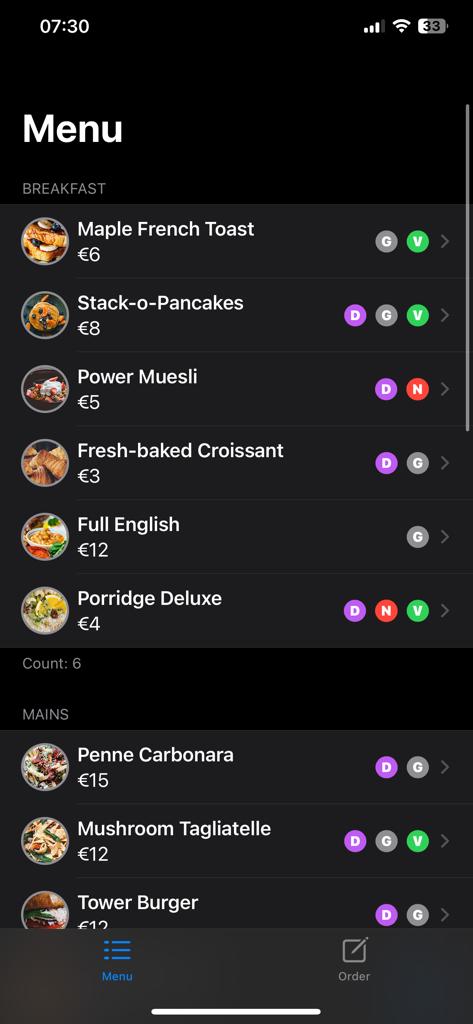 07:30
33
Menu
BREAKFAST
Maple French Toast
€6
G V
Stack-o-Pancakes
€8
D G V
Power Muesli
€5
D N
Fresh-baked Croissant
€3
D G
Full English
€12
G
Porridge Deluxe
€4
D N V
Count: 6
MAINS
Penne Carbonara
€15
D G
Mushroom Tagliatelle
€12
D G V
Tower Burger
€12
D G
Menu
Order